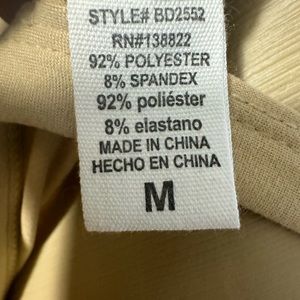 STYLE# BD2552
RN#138822
92% POLYESTER
8% SPANDEX
92% poliéster
8% elastano
MADE IN CHINA
HECHO EN CHINA
M